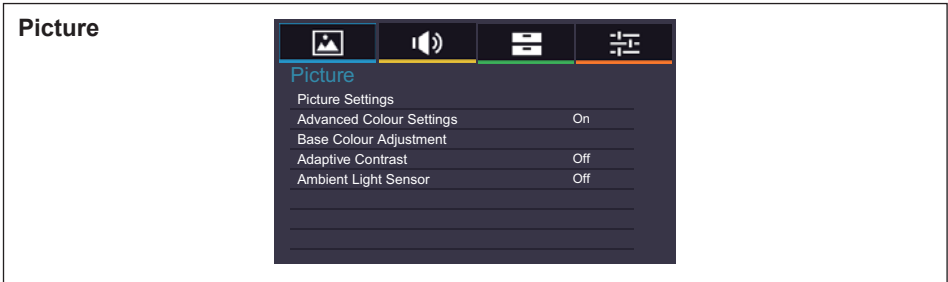 Picture
Picture
Picture Settings
Advanced Colour Settings On
Base Colour Adjustment
Adaptive Contrast Off
Ambient Light Sensor Off